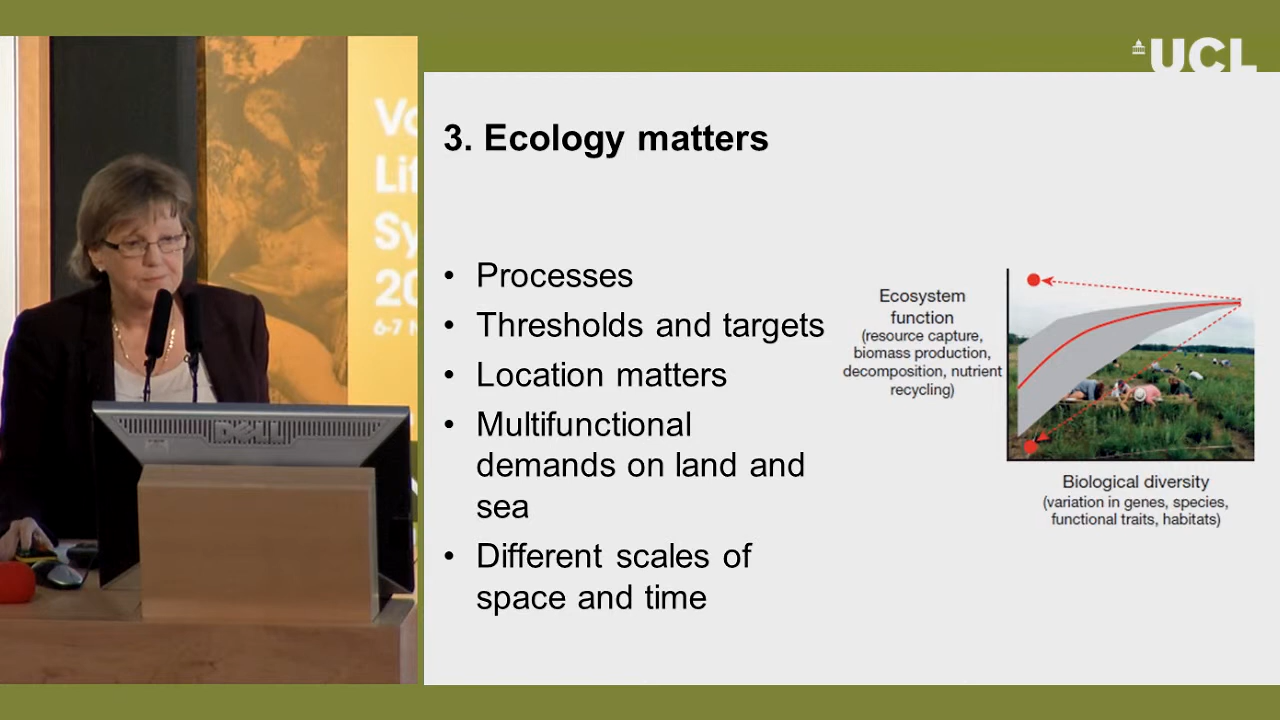 UCL
3. Ecology matters
• Processes
• Thresholds and targets
• Location matters
• Multifunctional
demands on land and
sea
• Different scales of
space and time
Ecosystem
function
(resource capture,
biomass production,
decomposition, nutrient
recycling)
Biological diversity
(variation in genes, species,
functional traits, habitats)
6-7